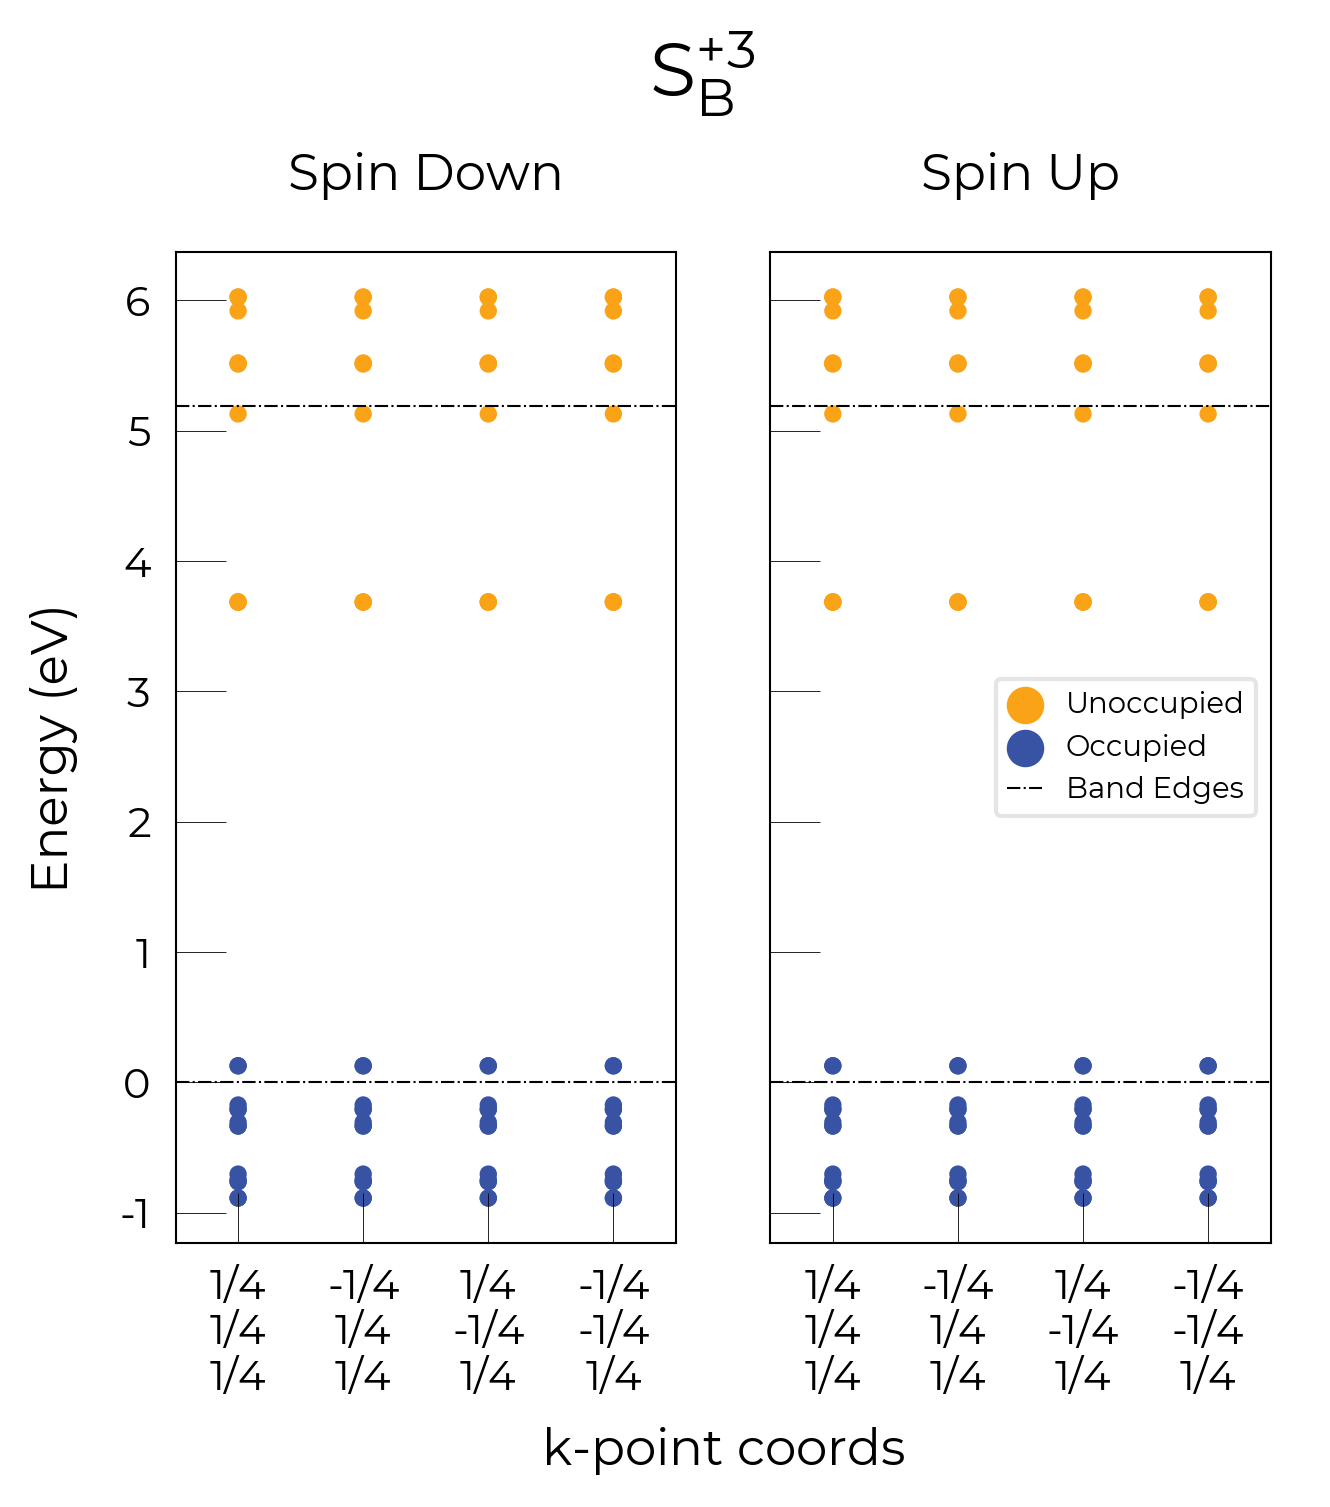 S_B^{+3}
Spin Down
Spin Up
6
5
4
3
2
1
0
-1
Energy (eV)
Unoccupied
Occupied
Band Edges
1/4 -1/4 1/4 -1/4 1/4 -1/4 1/4 -1/4
1/4 1/4 -1/4 -1/4 1/4 1/4 -1/4 -1/4
1/4 1/4 1/4 1/4 1/4 1/4 1/4 1/4
k-point coords